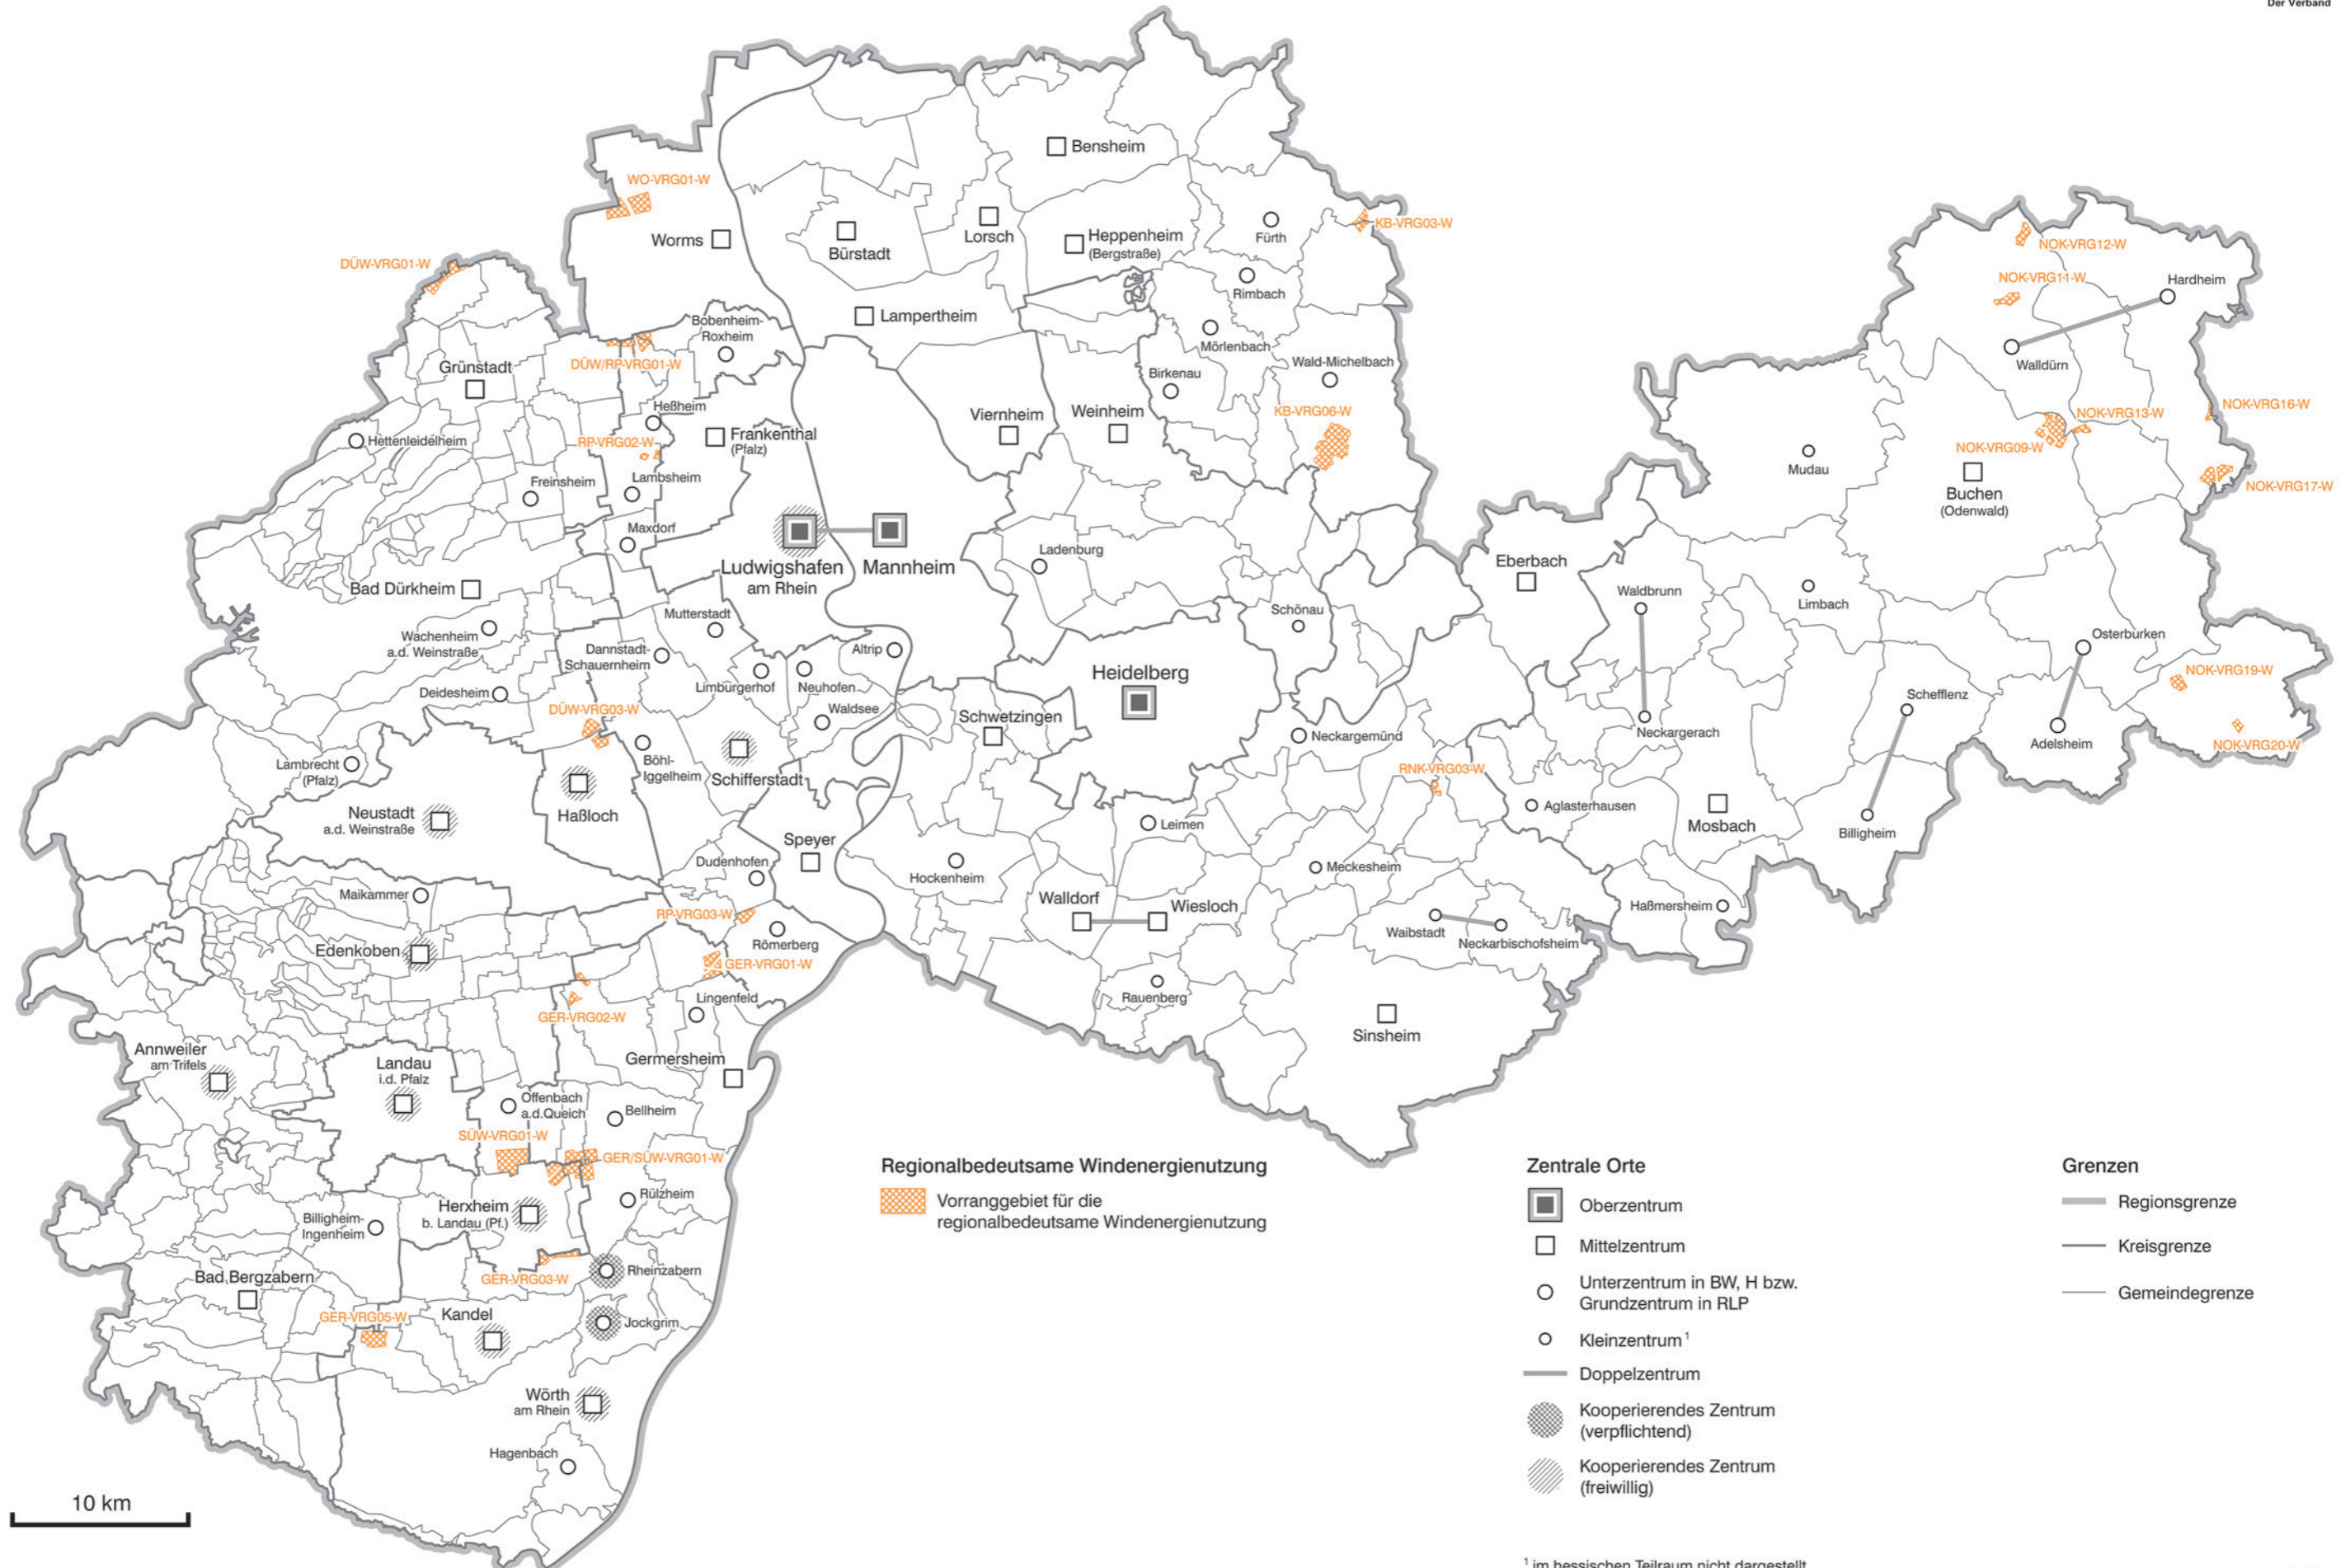 Der Verband
Bensheim
WO-VRG01-W
Worms
Bürstadt
Lorsch
Heppenheim
(Bergstraße)
Fürth
KB-VRG03-W
NOK-VRG12-W
NOK-VRG11-W
Hardheim
DÜW-VRG01-W
Rimbach
Lampertheim
Bobenheim-
Roxheim
Mörlenbach
Walldürn
DÜW/RP-VRG01-W
Grünstadt
Birkenau
Wald-Michelbach
Heßheim
Viernheim
Weinheim
KB-VRG06-W
NOK-VRG16-W
NOK-VRG13-W
Hettenleidelheim
RP-VRG02-W
Frankenthal
(Pfalz)
NOK-VRG09-W
Mudau
Freinsheim
Lambsheim
Buchen
(Odenwald)
NOK-VRG17-W
Maxdorf
Ladenburg
Ludwigshafen
am Rhein
Mannheim
Eberbach
Bad Dürkheim
Waldbrunn
Limbach
Mutterstadt
Schönau
Wachenheim
a.d. Weinstraße
Dannstadt-
Schauernheim
Altrip
Osterburken
Limburgerhof
Neuhofen
Heidelberg
NOK-VRG19-W
Deidesheim
DÜW-VRG03-W
Waldsee
Schwetzingen
Schefflenz
Neckargemünd
Neckargerach
Adelsheim
NOK-VRG20-W
Lambrecht
(Pfalz)
Böhl-
Iggelheim
Schifferstadt
RNK-VRG03-W
Neustadt
a.d. Weinstraße
Haßloch
Aglasterhausen
Mosbach
Billigheim
Leimen
Speyer
Dudenhofen
Hockenheim
Meckesheim
Maikammer
Walldorf
Wiesloch
Haßmersheim
RP-VRG03-W
Römerberg
Waibstadt
Neckarbischofsheim
Edenkoben
GER-VRG01-W
Rauenberg
Lingenfeld
GER-VRG02-W
Sinsheim
Annweiler
am Trifels
Landau
i.d. Pfalz
Germersheim
Offenbach
a.d.Queich
Bellheim
SÜW-VRG01-W
GER/SÜW-VRG01-W
Herxheim
b. Landau (Pf.)
Rülzheim
Billigheim-
Ingenheim
Rheinzabern
GER-VRG03-W
Bad Bergzabern
GER-VRG05-W
Kandel
Jockgrim
Wörth
am Rhein
Hagenbach
10 km
Regionalbedeutsame Windenergienutzung
Vorranggebiet für die
regionalbedeutsame Windenergienutzung
Zentrale Orte
Oberzentrum
Mittelzentrum
Unterzentrum in BW, H bzw.
Grundzentrum in RLP
Kleinzentrum¹
Doppelzentrum
Kooperierendes Zentrum
(verpflichtend)
Kooperierendes Zentrum
(freiwillig)
Grenzen
Regionsgrenze
Kreisgrenze
Gemeindegrenze
¹ im hessischen Teilraum nicht dargestellt